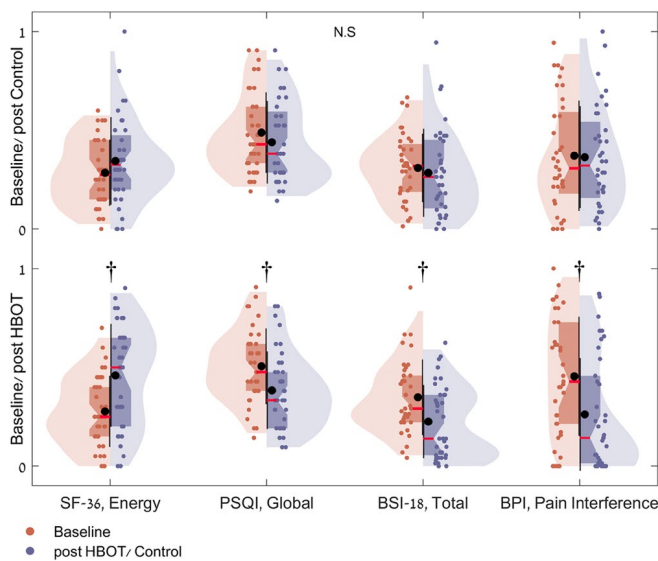 N.S
1
0
Baseline/ post Control
† † † †
1
0
Baseline/ post HBOT
SF-36, Energy PSQI, Global BSI-18, Total BPI, Pain Interference
Baseline
post HBOT/ Control